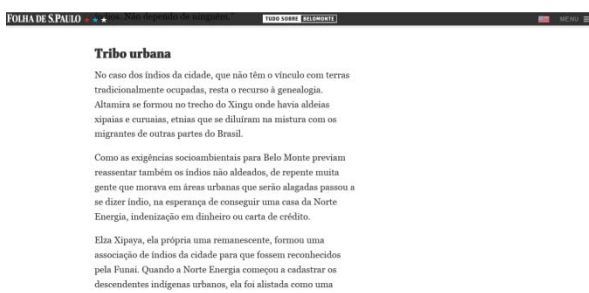 índios. Não dependo de ninguém."
FOLHA DE S.PAULO
TUDO SOBRE BELOMONTE
MENU
Tribo urbana
No caso dos índios da cidade, que não têm o vínculo com terras
tradicionalmente ocupadas, resta o recurso à genealogia.
Altamira se formou no trecho do Xingu onde havia aldeias
xipaias e curuaias, etnias que se diluíram na mistura com os
migrantes de outras partes do Brasil.
Como as exigências socioambientais para Belo Monte previam
reassentar também os índios não aldeados, de repente muita
gente que morava em áreas urbanas que serão alagadas passou a
se dizer índio, na esperança de conseguir uma casa da Norte
Energia, indenização em dinheiro ou carta de crédito.
Elza Xipaya, ela própria uma remanescente, formou uma
associação de índios da cidade para que fossem reconhecidos
pela Funai. Quando a Norte Energia começou a cadastrar os
descendentes indígenas urbanos, ela foi alistada como uma